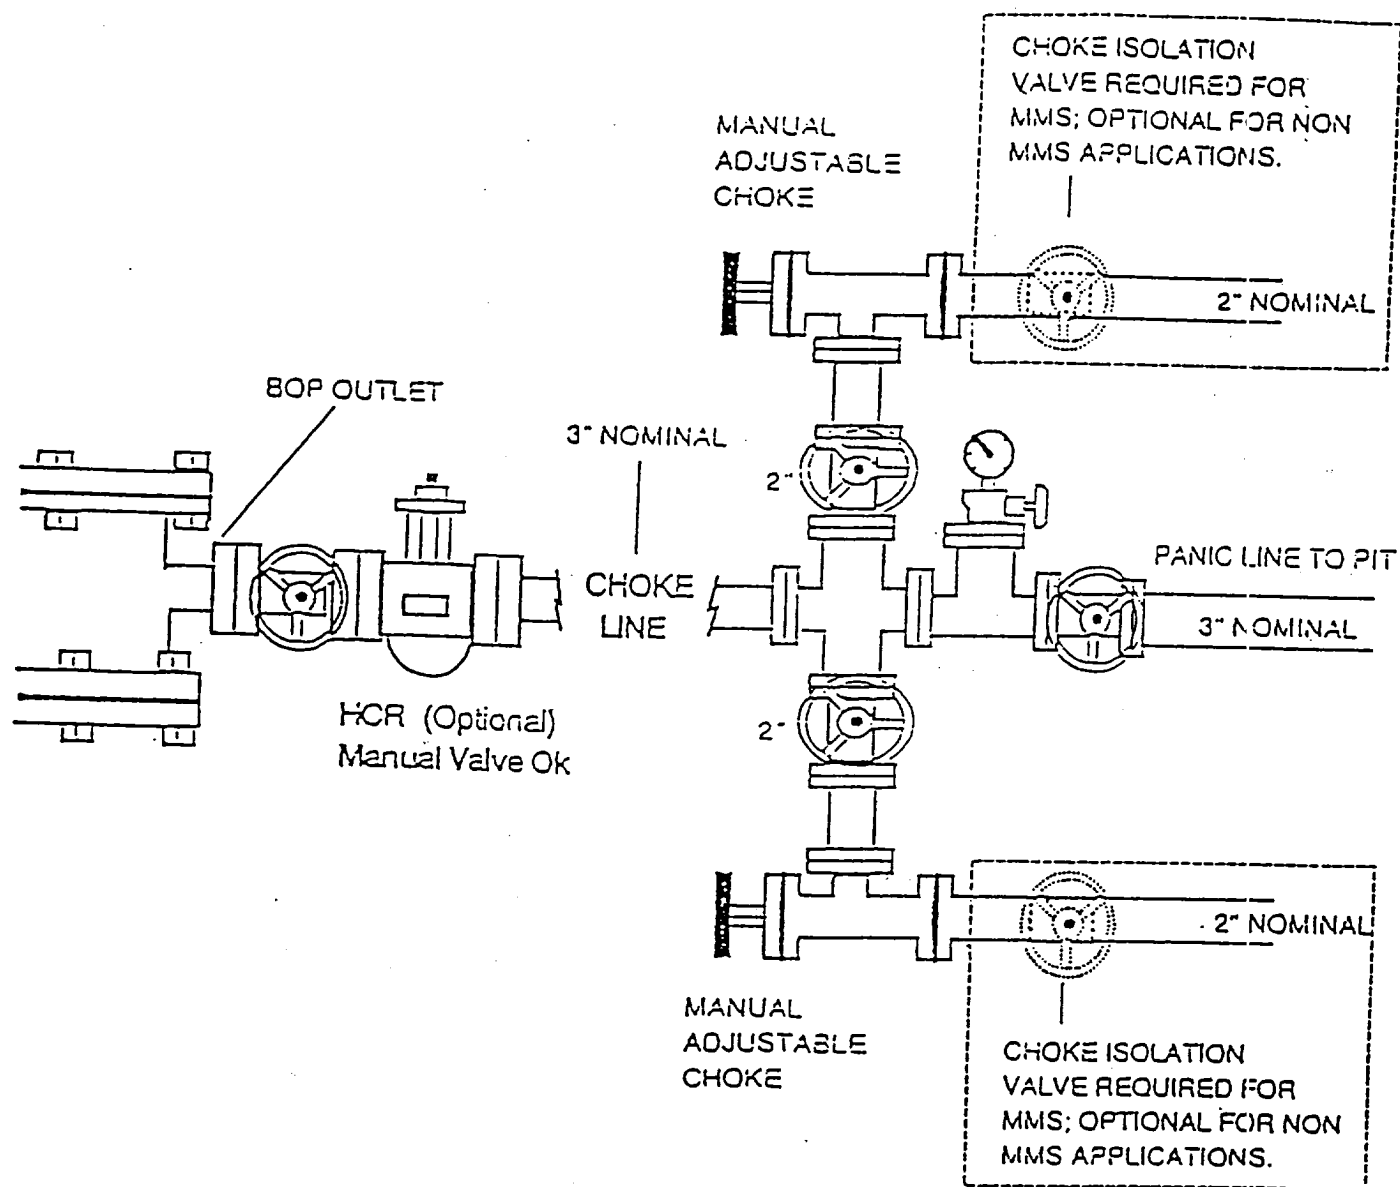 CHOKE ISOLATION
VALVE REQUIRED FOR
MMS; OPTIONAL FOR NON
MMS APPLICATIONS.
MANUAL
ADJUSTABLE
CHOKE
2" NOMINAL
BOP OUTLET
3" NOMINAL
2"
PANIC LINE TO PIT
CHOKE
LINE
3" NOMINAL
HCR (Optional)
Manual Valve Ok
2"
2" NOMINAL
MANUAL
ADJUSTABLE
CHOKE
CHOKE ISOLATION
VALVE REQUIRED FOR
MMS; OPTIONAL FOR NON
MMS APPLICATIONS.